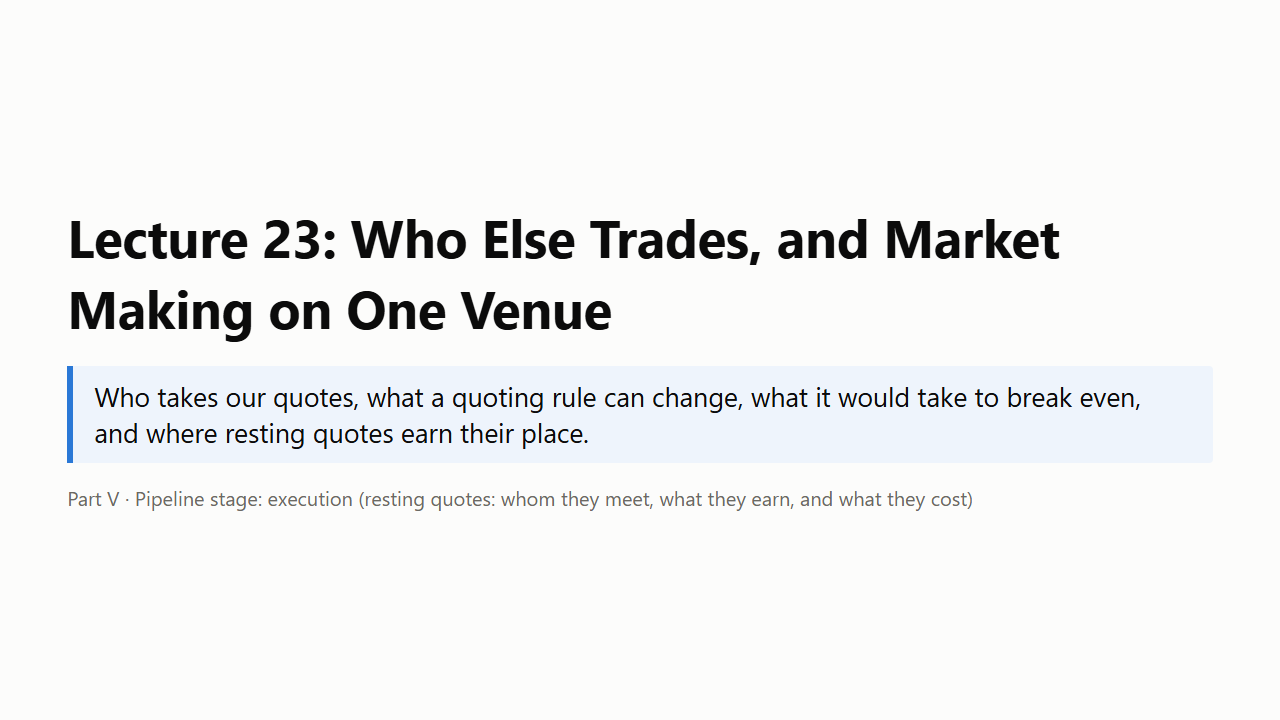 Lecture 23: Who Else Trades, and Market
Making on One Venue
Who takes our quotes, what a quoting rule can change, what it would take to break even,
and where resting quotes earn their place.
Part V · Pipeline stage: execution (resting quotes: whom they meet, what they earn, and what they cost)